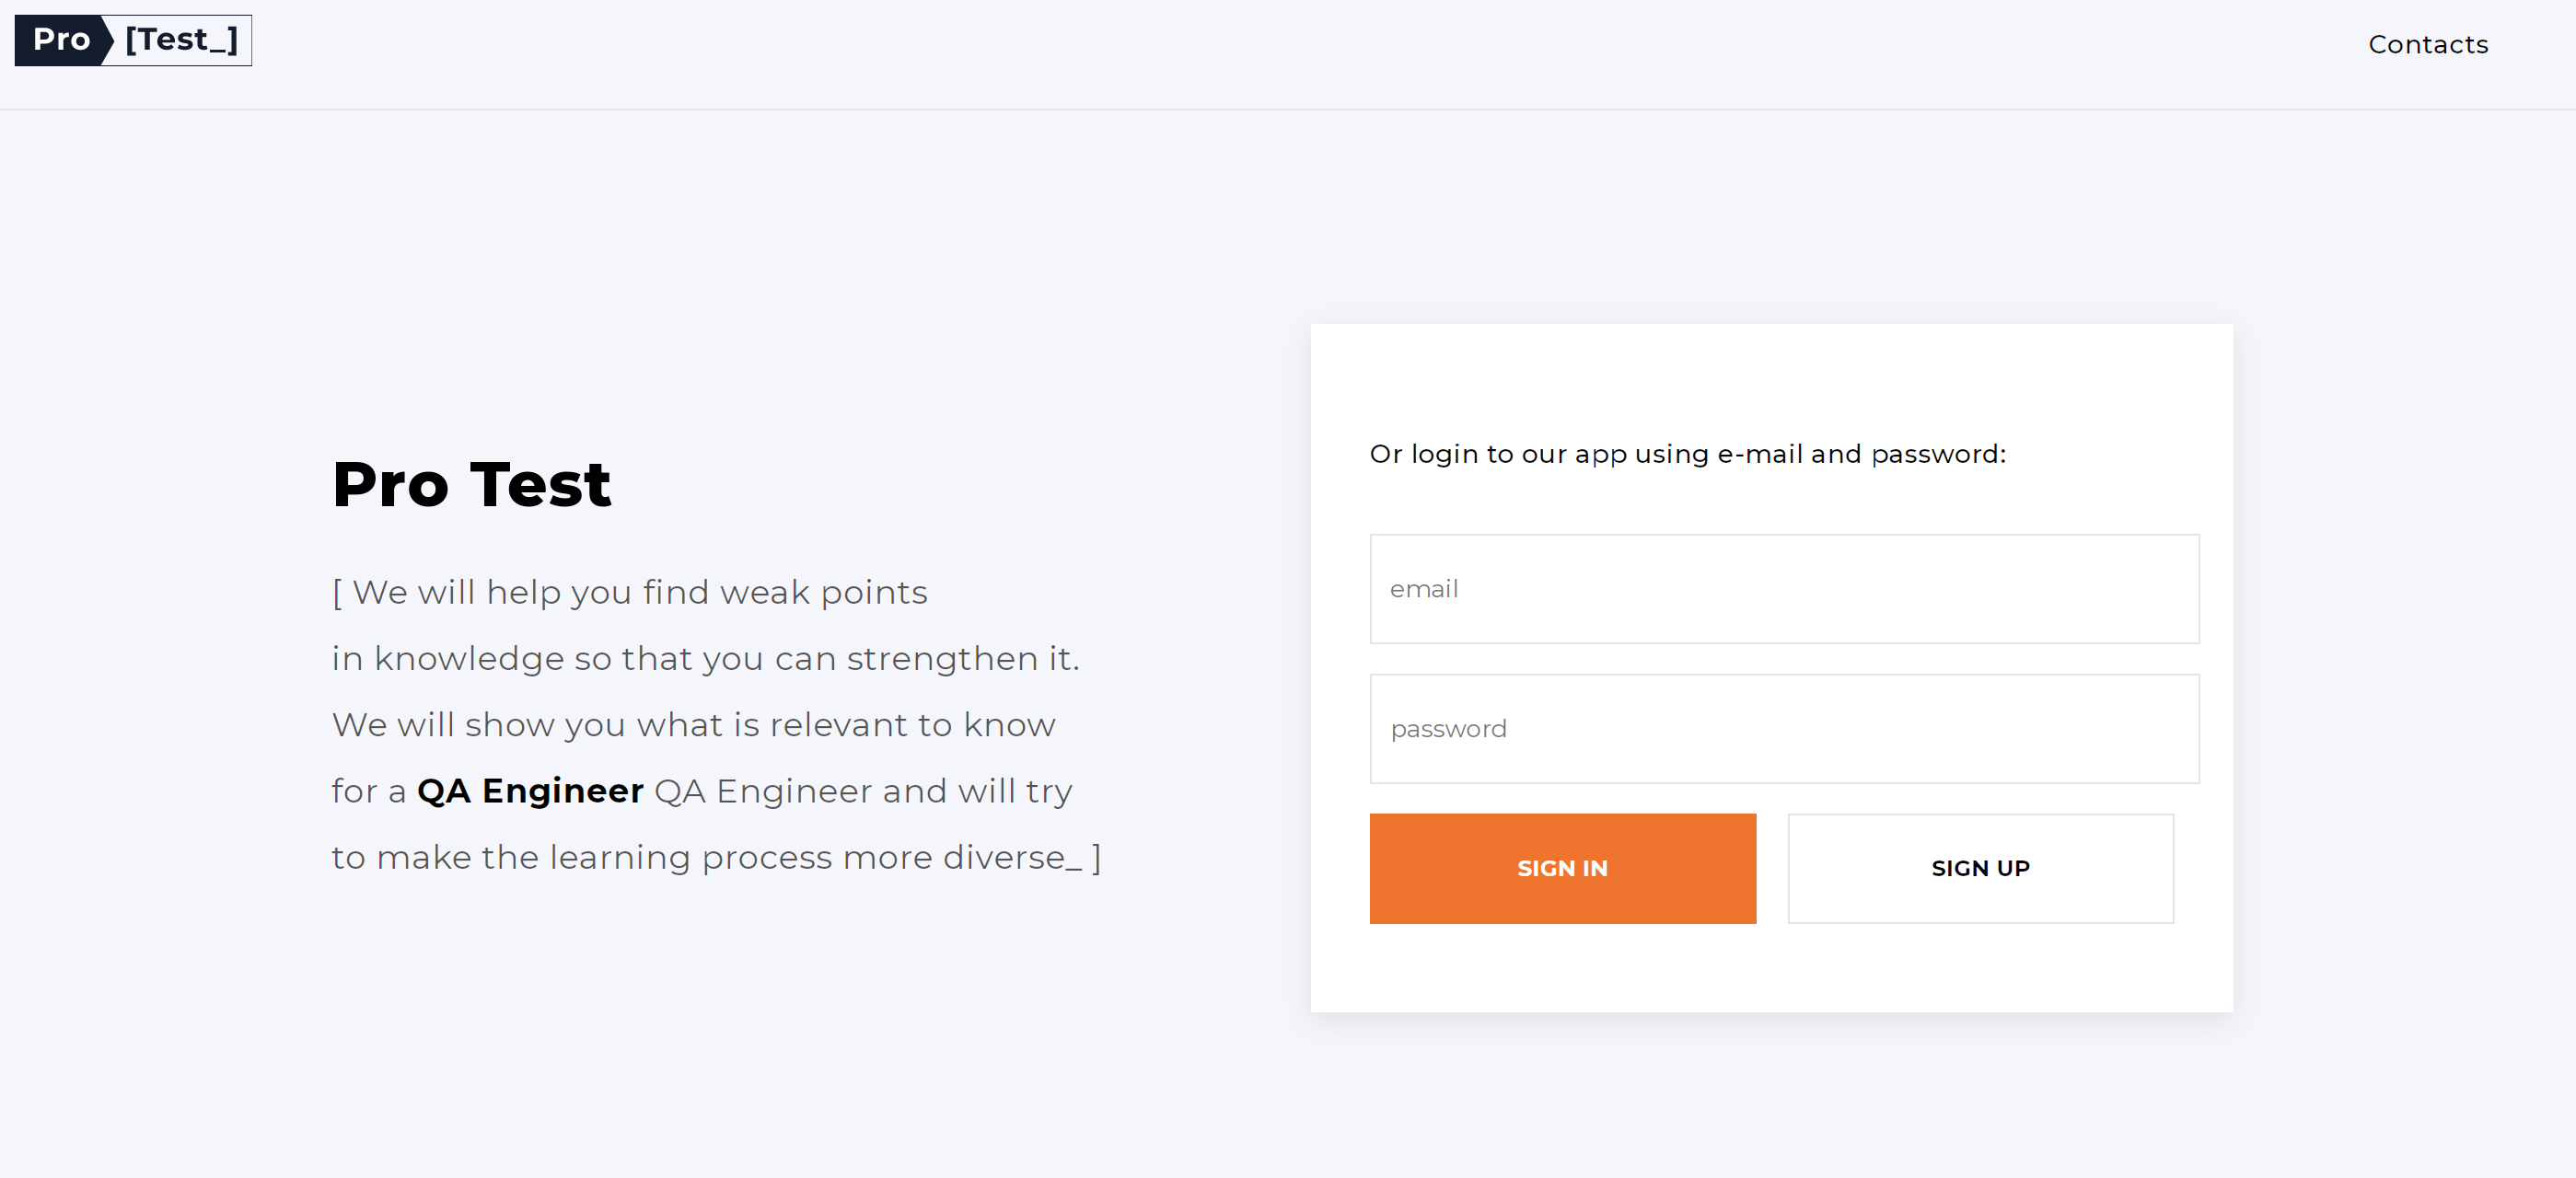 Pro [Test_]
Contacts
Pro Test
[ We will help you find weak points
in knowledge so that you can strengthen it.
We will show you what is relevant to know
for a QA Engineer QA Engineer and will try
to make the learning process more diverse_ ]
Or login to our app using e-mail and password:
email
password
SIGN IN
SIGN UP